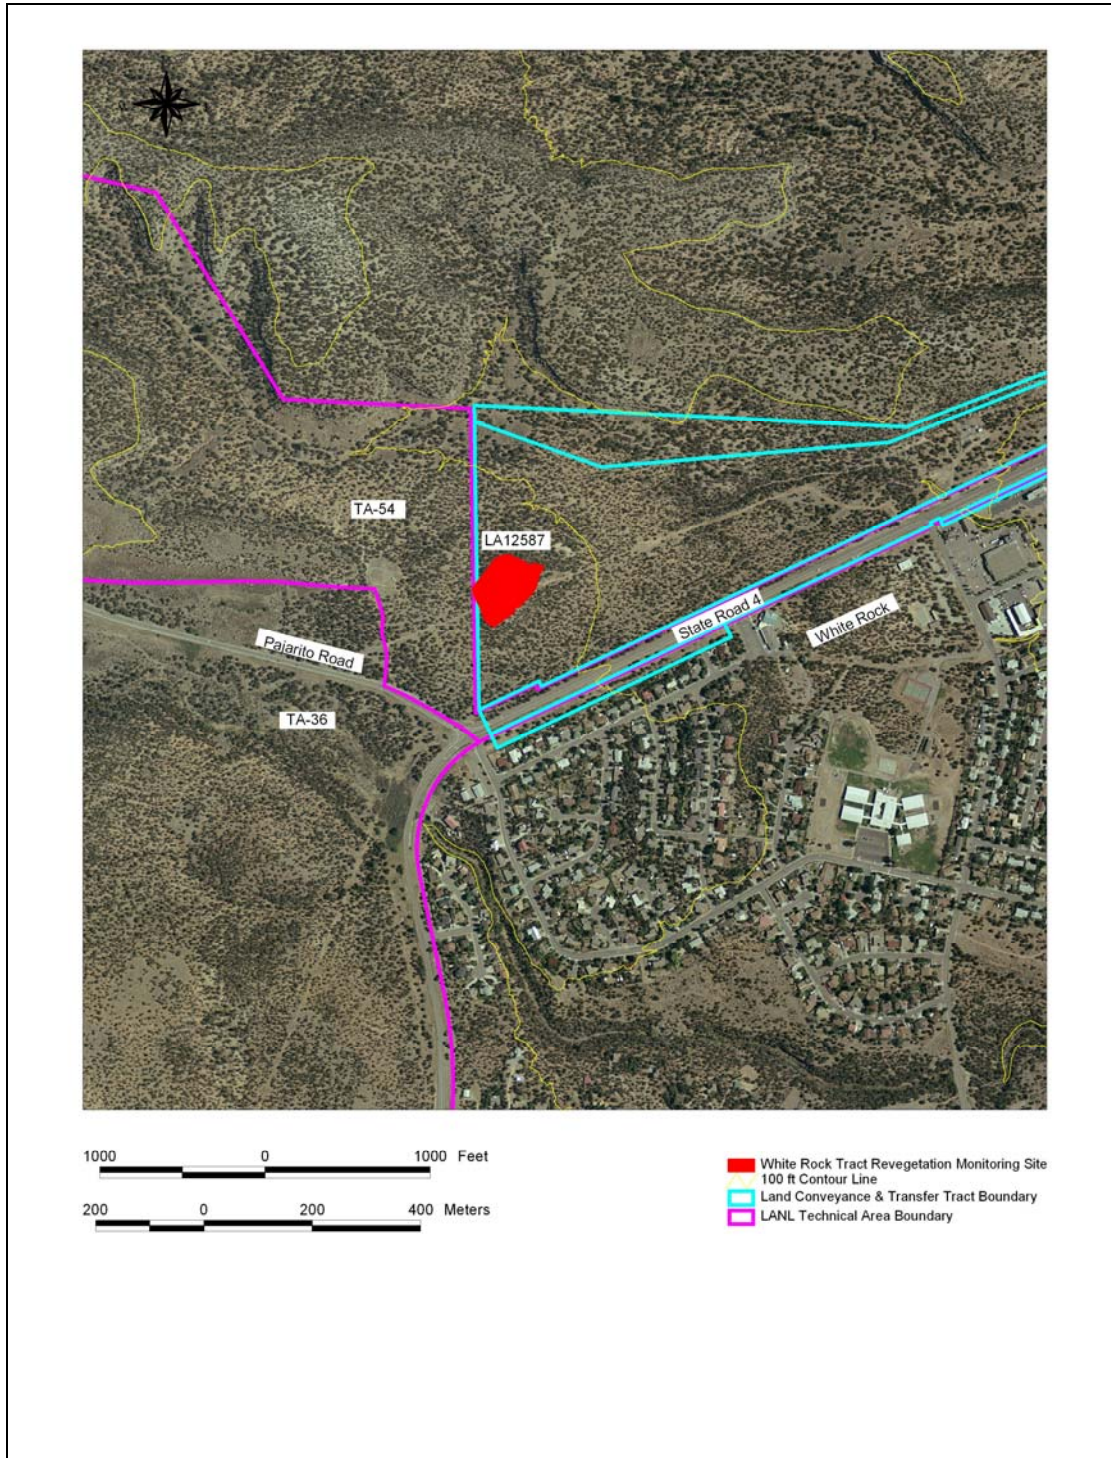 TA-54
LA12587
State Road 4
White Rock
Pajarito Road
TA-36
1000 0 1000 Feet
200 0 200 400 Meters
White Rock Tract Revegetation Monitoring Site
100 ft Contour Line
Land Conveyance & Transfer Tract Boundary
LANL Technical Area Boundary